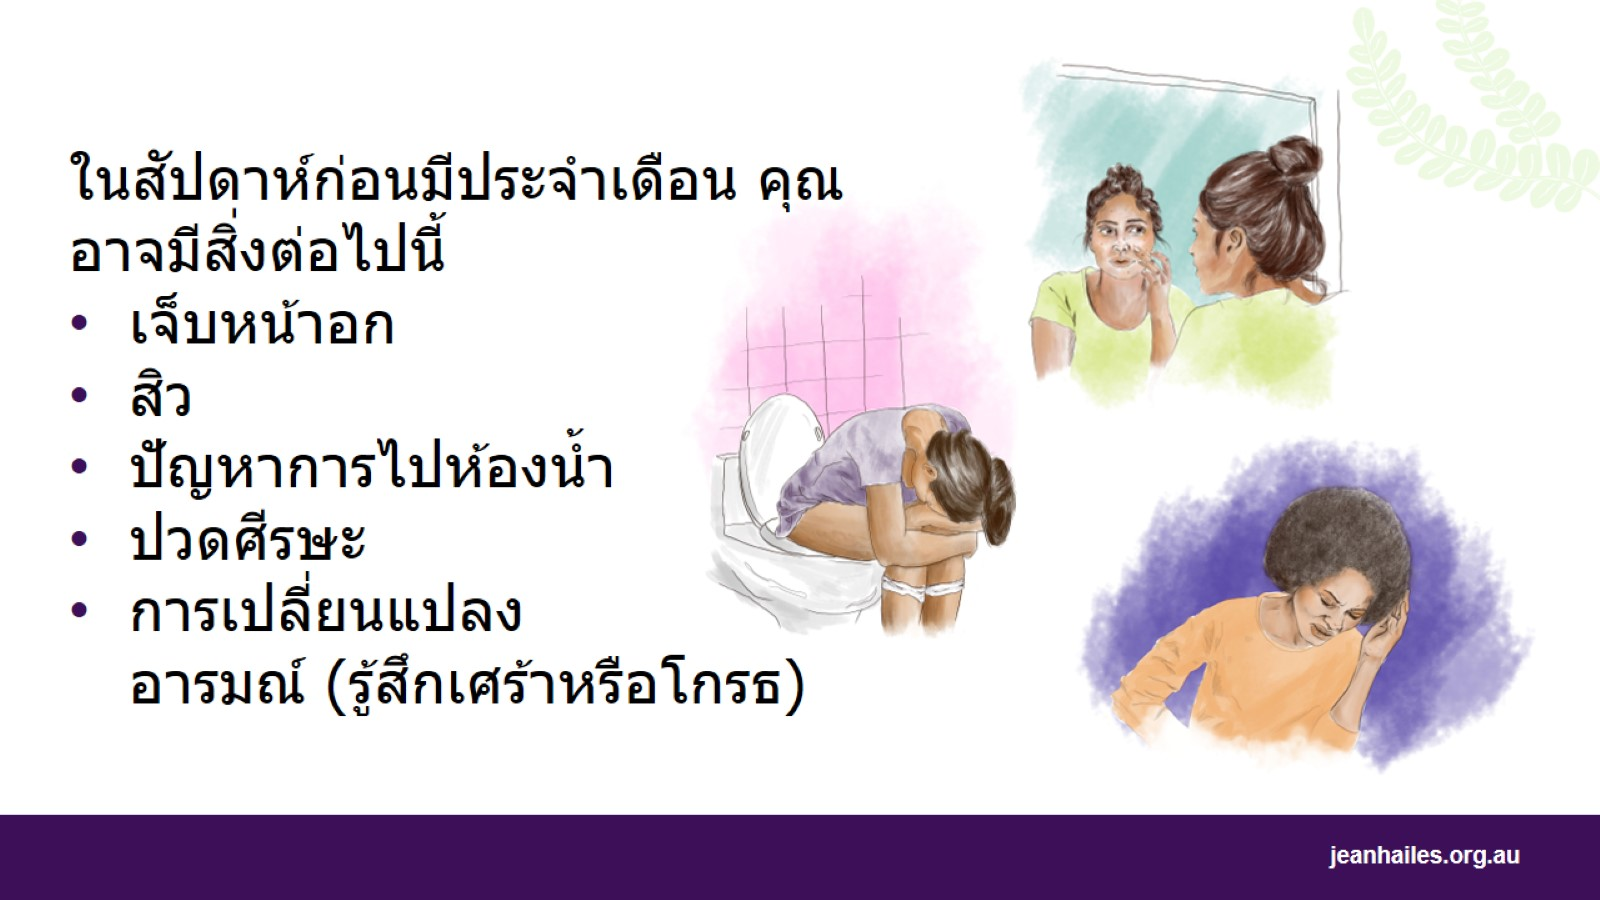 ในสัปดาห์ก่อนมีประจำเดือน คุณ
อาจมีสิ่งต่อไปนี้
• เจ็บหน้าอก
• สิว
• ปัญหาการไปห้องน้ำ
• ปวดศีรษะ
• การเปลี่ยนแปลง
อารมณ์ (รู้สึกเศร้าหรือโกรธ)
jeanhailes.org.au